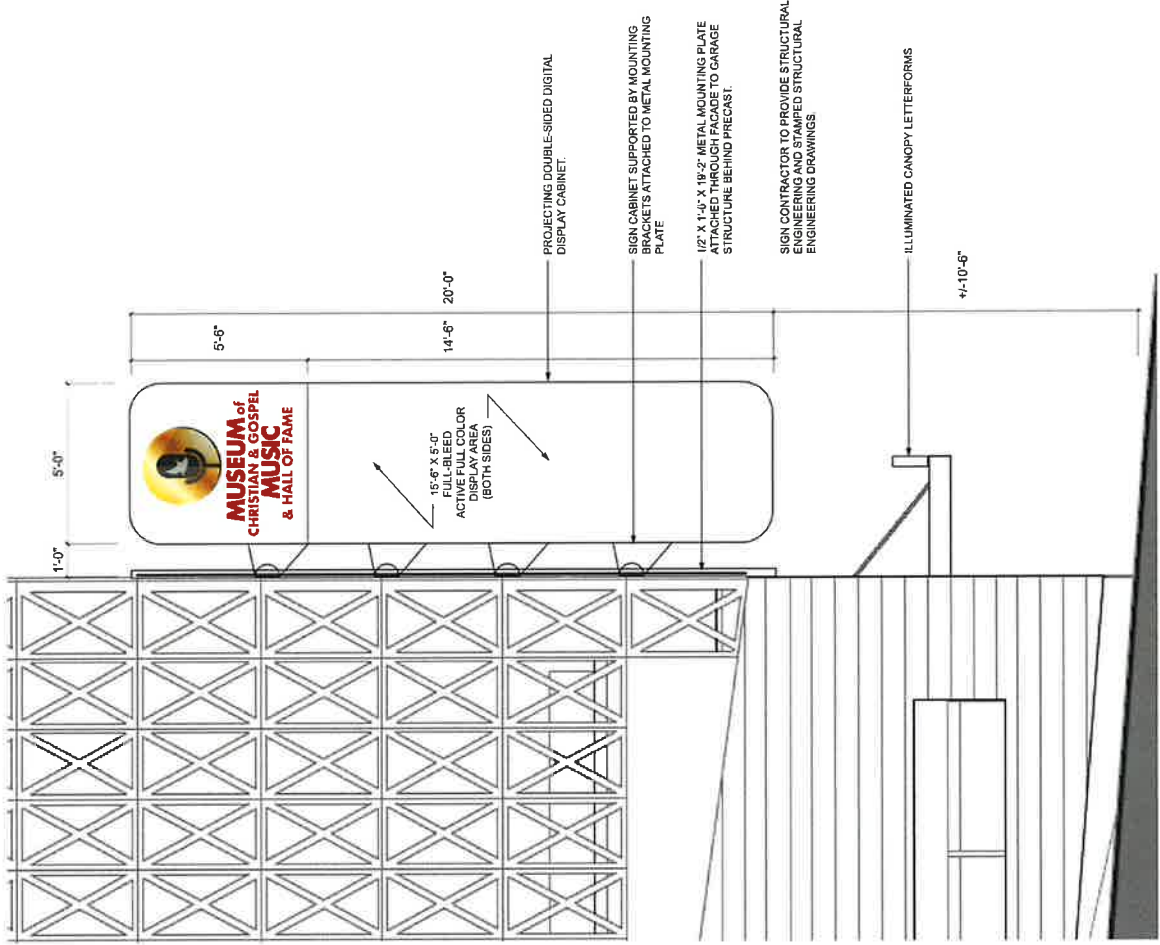 5'-0"
1'-0"
MUSEUM of
CHRISTIAN & GOSPEL
MUSIC
& HALL OF FAME
15'-6" X 5'-0"
FULL-BLEED
ACTIVE FULL COLOR
DISPLAY AREA
(BOTH SIDES)
5'-6"
14'-6"
20'-0"
+/-10'-6"
PROJECTING DOUBLE-SIDED DIGITAL
DISPLAY CABINET.
SIGN CABINET SUPPORTED BY MOUNTING
BRACKETS ATTACHED TO METAL MOUNTING
PLATE
1/2" X 1'-0" X 19'-2" METAL MOUNTING PLATE
ATTACHED THROUGH FACADE TO GARAGE
STRUCTURE BEHIND PRECAST.
SIGN CONTRACTOR TO PROVIDE STRUCTURAL
ENGINEERING AND STAMPED STRUCTURAL
ENGINEERING DRAWINGS.
ILLUMINATED CANOPY LETTERFORMS